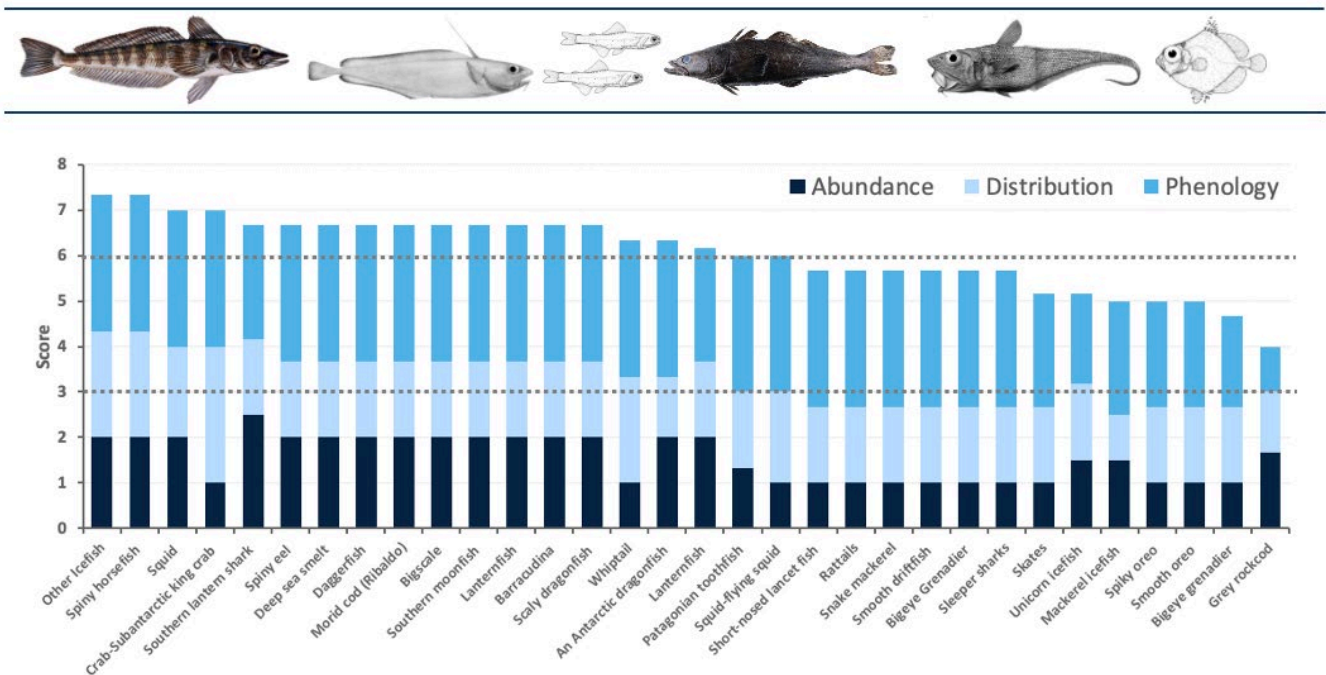 8
7
6
5
4
3
2
1
0
Score
Abundance Distribution Phenology
Other Icefish
Spiny horsefish
Squid
Crab-Subantarctic king crab
Southern lantern shark
Spiny eel
Deep sea smelt
Daggerfish
Morid cod (Ribaldo)
Bigscale
Southern moonfish
Lanternfish
Barracudina
Scaly dragonfish
Whiptail
An Antarctic dragonfish
Lanternfish
Patagonian toothfish
Squid-flying squid
Short-nosed lancet fish
Rattails
Snake mackerel
Smooth driftfish
Bigeye Grenadier
Sleeper sharks
Skates
Unicorn icefish
Mackerel icefish
Spiky oreo
Smooth oreo
Bigeye grenadier
Grey rockcod